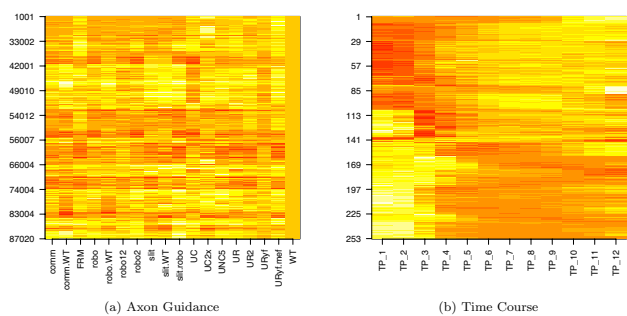 1001
33002
42001
49010
54012
56007
66004
74004
83004
87020
comm
comm.WT
FRM
robo
robo.WT
robo12
robo2
slit
slit.WT
slit.robo
UC
UC2x
UNC5
UR
UR2
URyf
URyf.mef
WT
(a) Axon Guidance
1
29
57
85
113
141
169
197
225
253
TP_1
TP_2
TP_3
TP_4
TP_5
TP_6
TP_7
TP_8
TP_9
TP_10
TP_11
TP_12
(b) Time Course